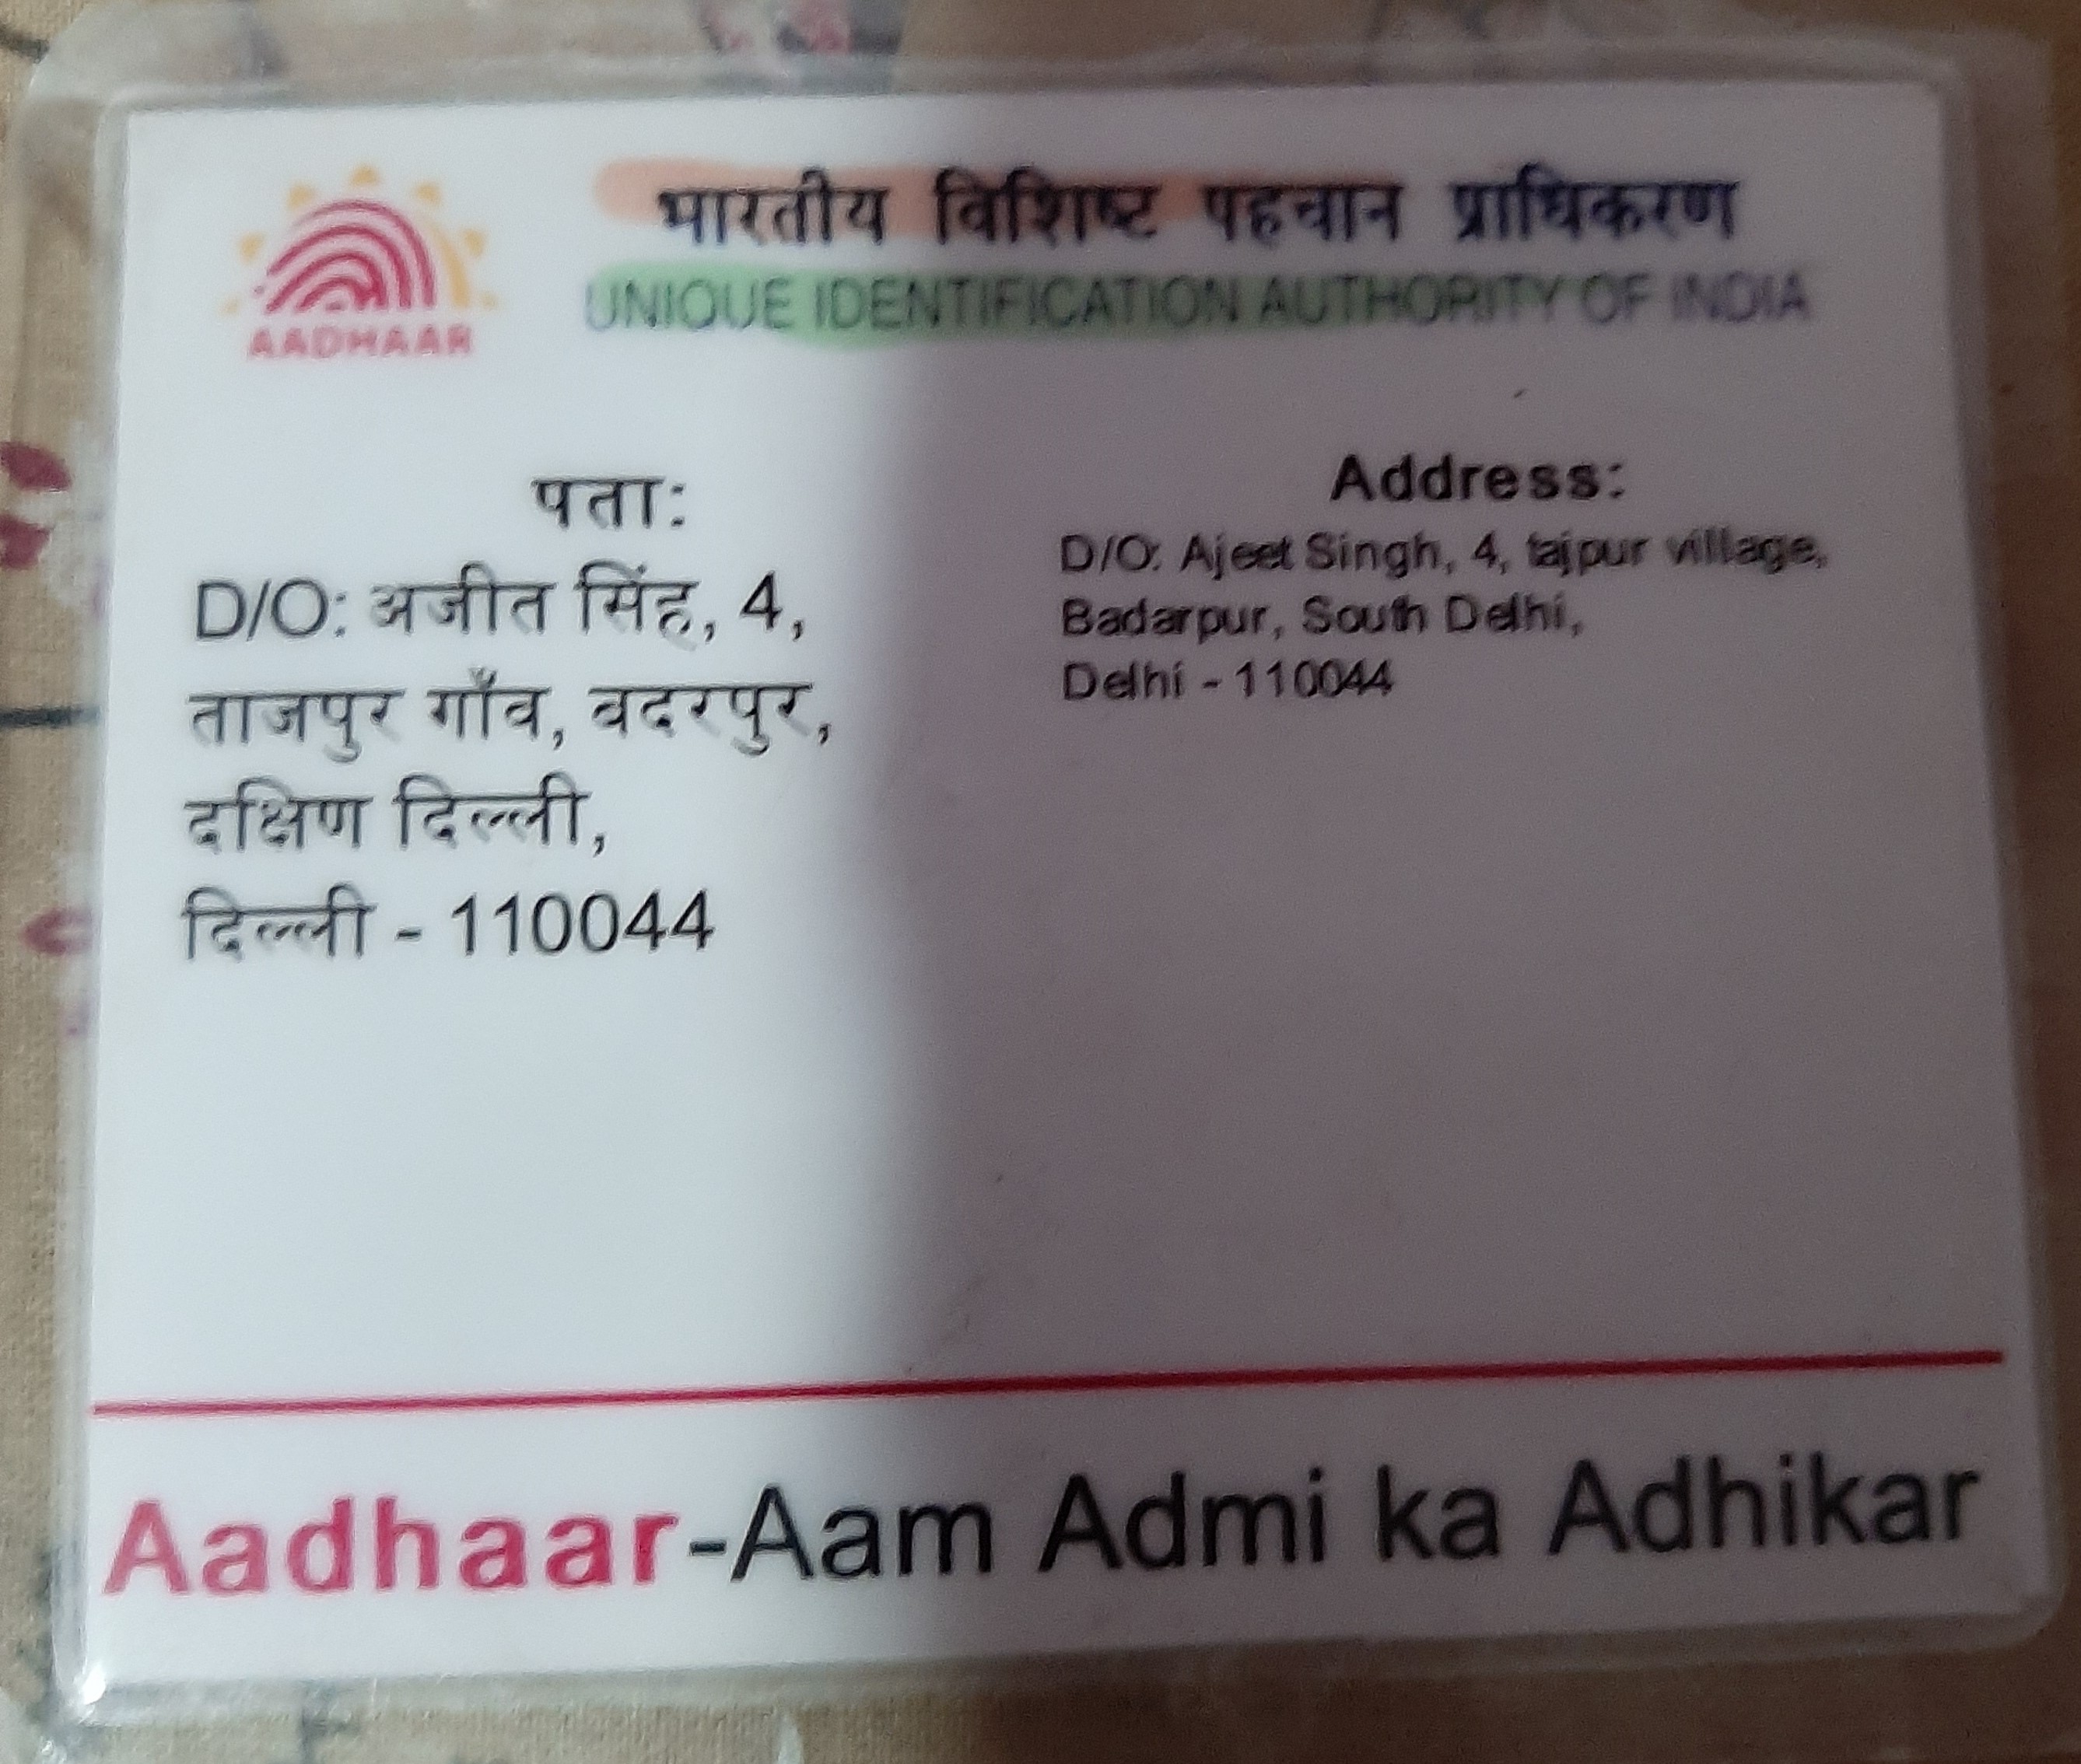 भारतीय विशिष्ट पहचान प्राधिकरण
UNIQUE IDENTIFICATION AUTHORITY OF INDIA
AADHAAR
पता:
D/O: अजीत सिंह, 4,
ताजपुर गाँव, वदरपुर,
दक्षिण दिल्ली,
दिल्ली - 110044
Address:
D/O: Ajeet Singh, 4, tajpur village,
Badarpur, South Delhi,
Delhi - 110044
Aadhaar-Aam Admi ka Adhikar